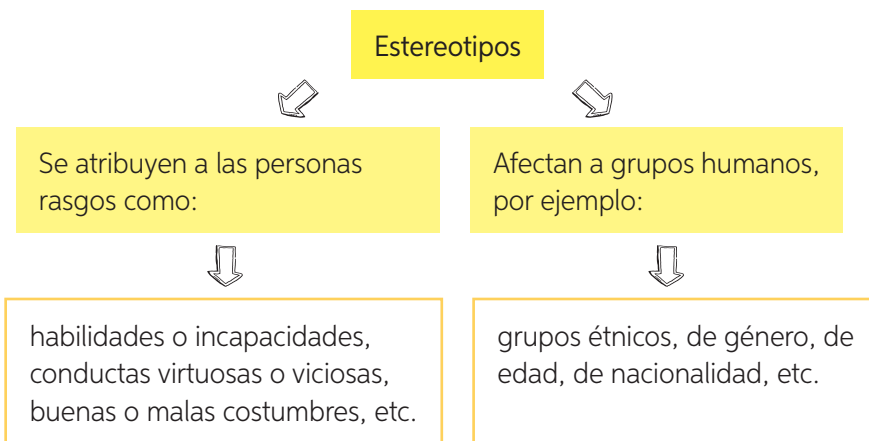 Estereotipos
Se atribuyen a las personas
rasgos como:
Afectan a grupos humanos,
por ejemplo:
habilidades o incapacidades,
conductas virtuosas o viciosas,
buenas o malas costumbres, etc.
grupos étnicos, de género, de
edad, de nacionalidad, etc.